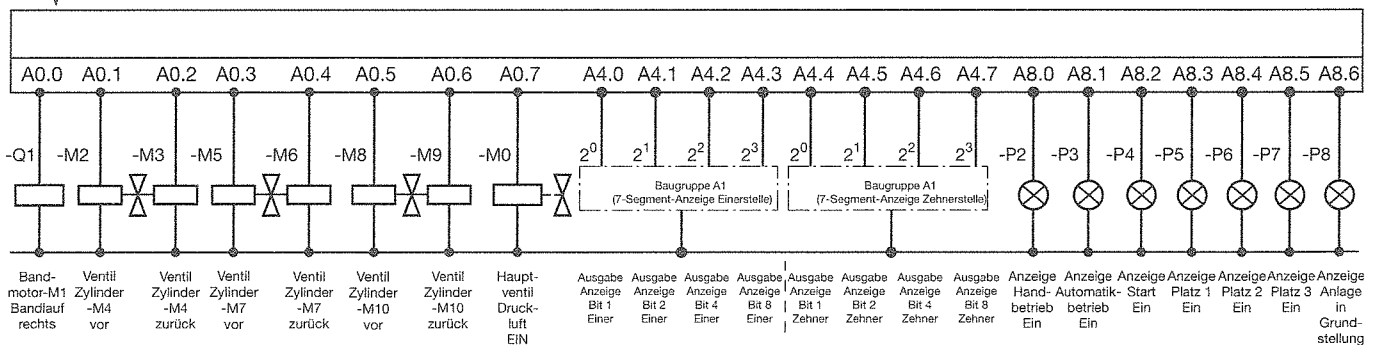 A0.0 A0.1 A0.2 A0.3 A0.4 A0.5 A0.6 A0.7 A4.0 A4.1 A4.2 A4.3 A4.4 A4.5 A4.6 A4.7 A8.0 A8.1 A8.2 A8.3 A8.4 A8.5 A8.6
-Q1 -M2 -M3 -M5 -M6 -M8 -M9 -M0 2⁰ 2¹ 2² 2³ 2⁰ 2¹ 2² 2³ -P2 -P3 -P4 -P5 -P6 -P7 -P8
Baugruppe A1
(7-Segment-Anzeige Einerstelle)
Baugruppe A1
(7-Segment-Anzeige Zehnerstelle)
Band-
motor-M1
Bandlauf
rechts
Ventil
Zylinder
-M4
vor
Ventil
Zylinder
-M4
zurück
Ventil
Zylinder
-M7
vor
Ventil
Zylinder
-M7
zurück
Ventil
Zylinder
-M10
vor
Ventil
Zylinder
-M10
zurück
Haupt-
ventil
Druck-
luft
EIN
Ausgabe
Anzeige
Bit 1
Einer
Ausgabe
Anzeige
Bit 2
Einer
Ausgabe
Anzeige
Bit 4
Einer
Ausgabe
Anzeige
Bit 8
Einer
Ausgabe
Anzeige
Bit 1
Zehner
Ausgabe
Anzeige
Bit 2
Zehner
Ausgabe
Anzeige
Bit 4
Zehner
Ausgabe
Anzeige
Bit 8
Zehner
Anzeige
Hand-
betrieb
Ein
Anzeige
Automatik-
betrieb
Ein
Anzeige
Start
Ein
Anzeige
Platz 1
Ein
Anzeige
Platz 2
Ein
Anzeige
Platz 3
Ein
Anzeige
Anlage
in
Grund-
stellung